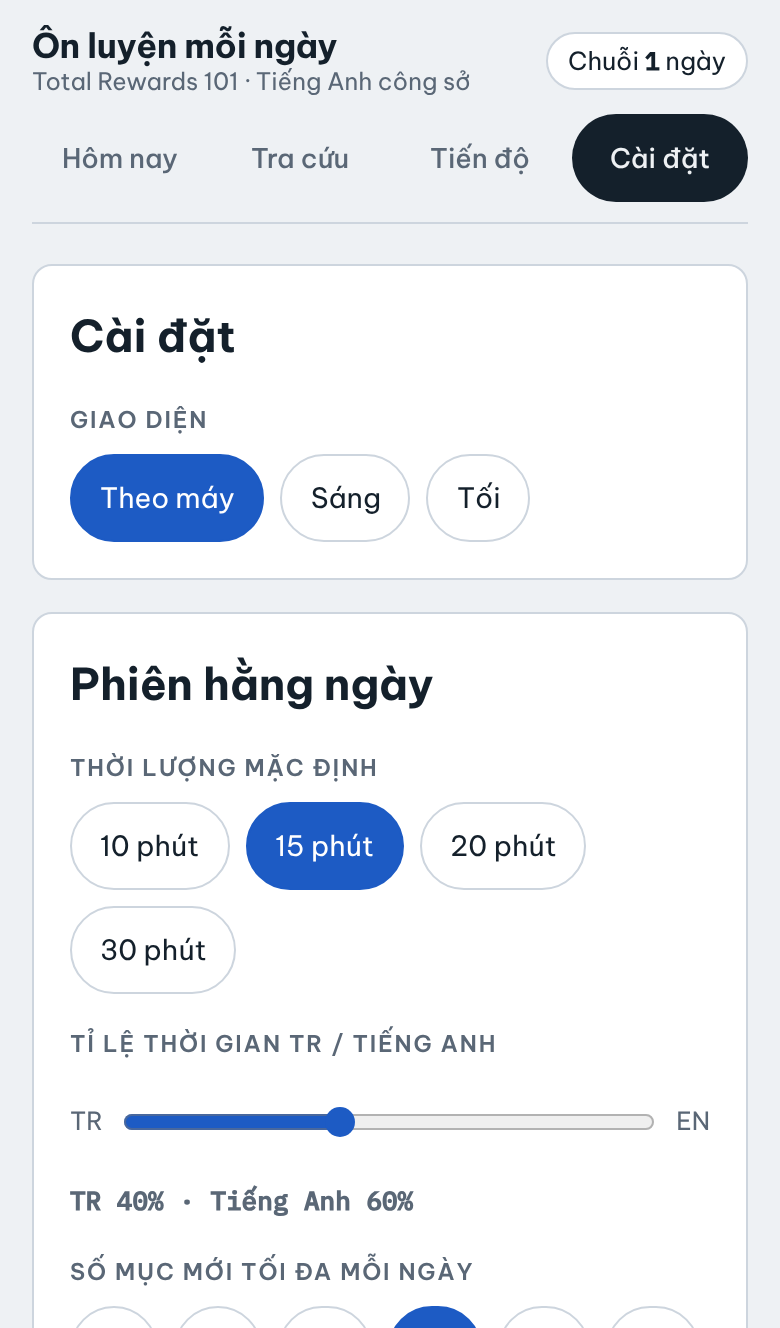 Ôn luyện mỗi ngày
Total Rewards 101 · Tiếng Anh công sở
Chuỗi 1 ngày
Hôm nay
Tra cứu
Tiến độ
Cài đặt
Cài đặt
GIAO DIỆN
Theo máy
Sáng
Tối
Phiên hằng ngày
THỜI LƯỢNG MẶC ĐỊNH
10 phút
15 phút
20 phút
30 phút
TỈ LỆ THỜI GIAN TR / TIẾNG ANH
TR
EN
TR 40% · Tiếng Anh 60%
SỐ MỤC MỚI TỐI ĐA MỖI NGÀY